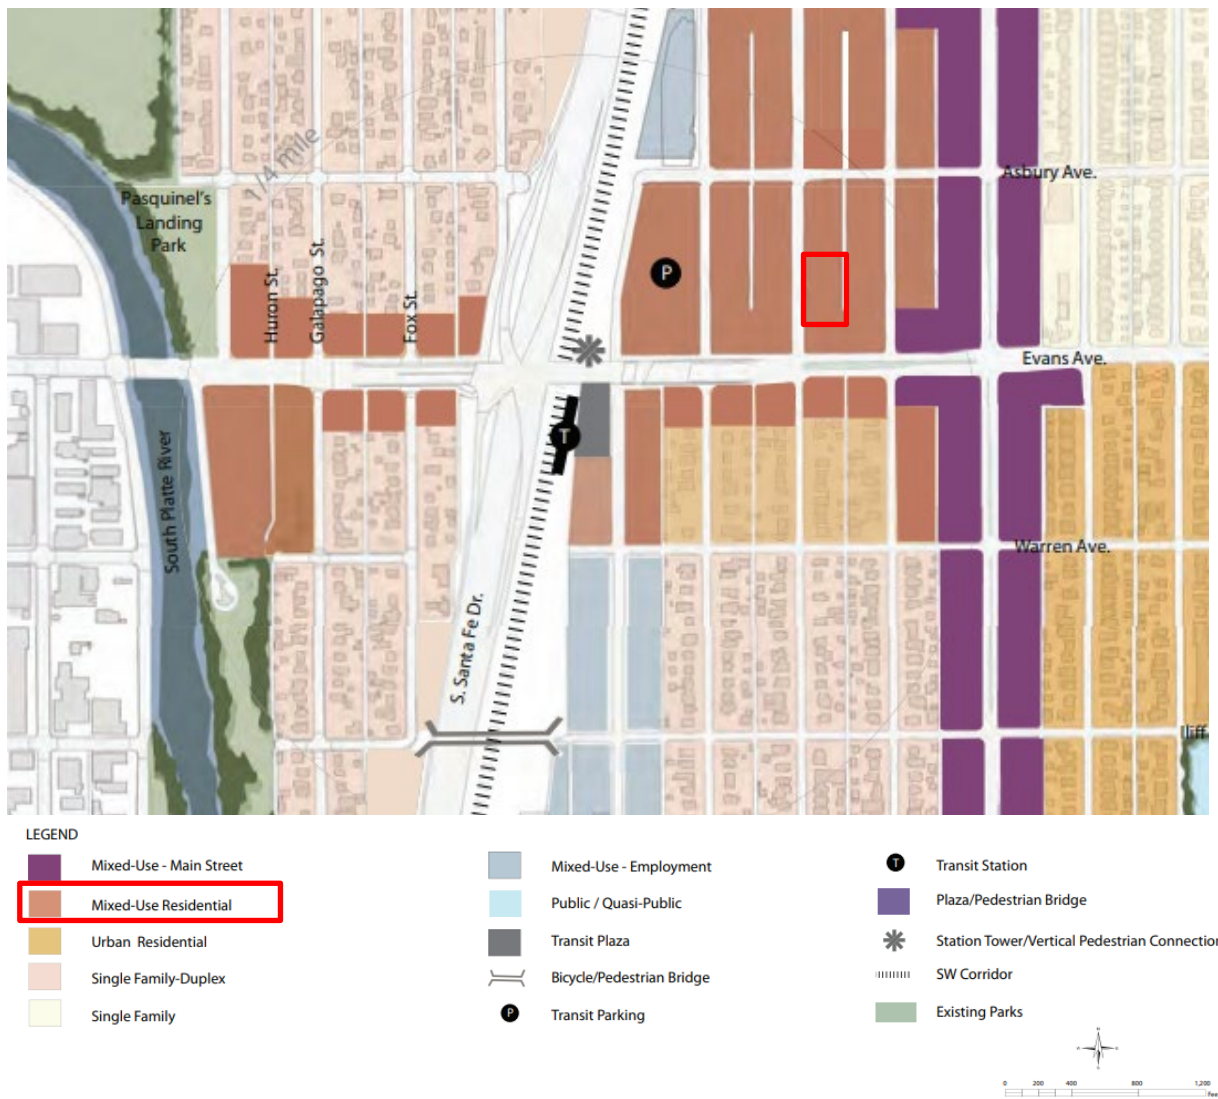 1/4 mile
Asbury Ave.
Pasquinel's
Landing
Park
P
Huron St.
Galapago St.
Fox St.
Evans Ave.
T
South Platte River
Warren Ave.
S. Santa Fe Dr.
Iliff
LEGEND
Mixed-Use - Main Street
Mixed-Use Residential
Urban Residential
Single Family-Duplex
Single Family
Mixed-Use - Employment
Public / Quasi-Public
Transit Plaza
Bicycle/Pedestrian Bridge
P Transit Parking
T Transit Station
Plaza/Pedestrian Bridge
Station Tower/Vertical Pedestrian Connection
SW Corridor
Existing Parks
0 200 400 800 1,200
Feet